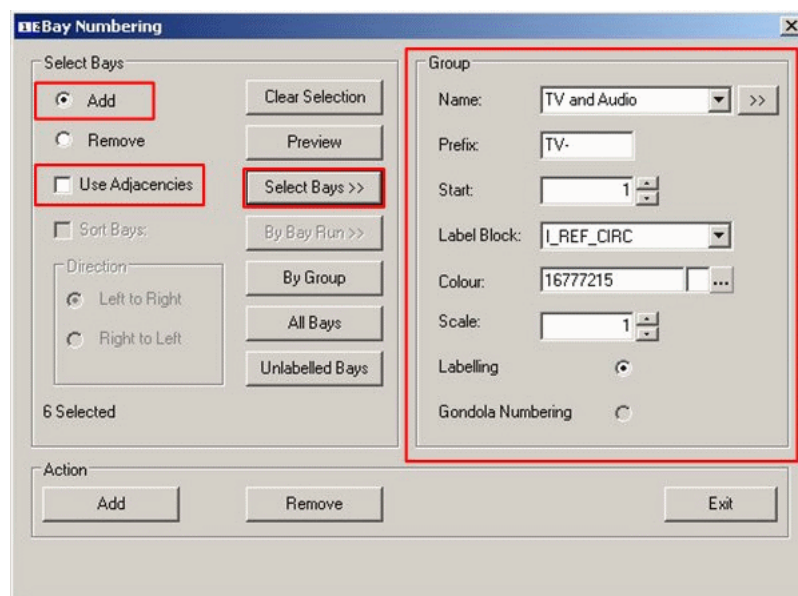 Bay Numbering
Select Bays
Add
Remove
Use Adjacencies
Sort Bays:
Direction
Left to Right
Right to Left
6 Selected
Clear Selection
Preview
Select Bays >>
By Bay Run >>
By Group
All Bays
Unlabelled Bays
Group
Name: TV and Audio >>
Prefix: TV-
Start: 1
Label Block: I_REF_CIRC
Colour: 16777215 ...
Scale: 1
Labelling
Gondola Numbering
Action
Add Remove Exit